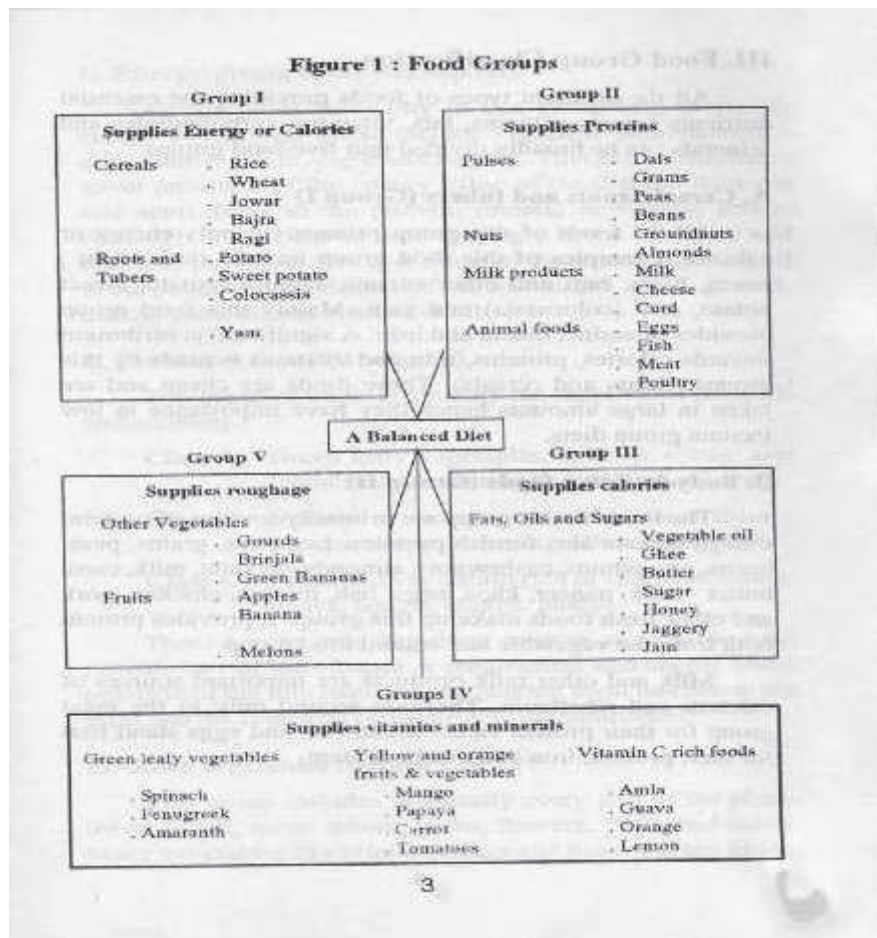 Figure 1 : Food Groups
Group I
Supplies Energy or Calories
Cereals . Rice
. Wheat
. Jowar
. Bajra
. Ragi
Roots and . Potato
Tubers . Sweet potato
. Colocassia
. Yam
Group II
Supplies Proteins
Pulses . Dals
. Grams
. Peas
. Beans
Nuts . Groundnuts
. Almonds
Milk products . Milk
. Cheese
. Curd
Animal foods . Eggs
. Fish
. Meat
. Poultry
A Balanced Diet
Group V
Supplies roughage
Other Vegetables
. Gourds
. Brinjals
. Green Bananas
Fruits . Apples
. Banana
. Melons
Group III
Supplies calories
Fats, Oils and Sugars
. Vegetable oil
. Ghee
. Butter
. Sugar
. Honey
. Jaggery
. Jam
Groups IV
Supplies vitamins and minerals
Green leafy vegetables
. Spinach
. Fenugreek
. Amaranth
Yellow and orange
fruits & vegetables
. Mango
. Papaya
. Carrot
. Tomatoes
Vitamin C rich foods
. Amla
. Guava
. Orange
. Lemon
3